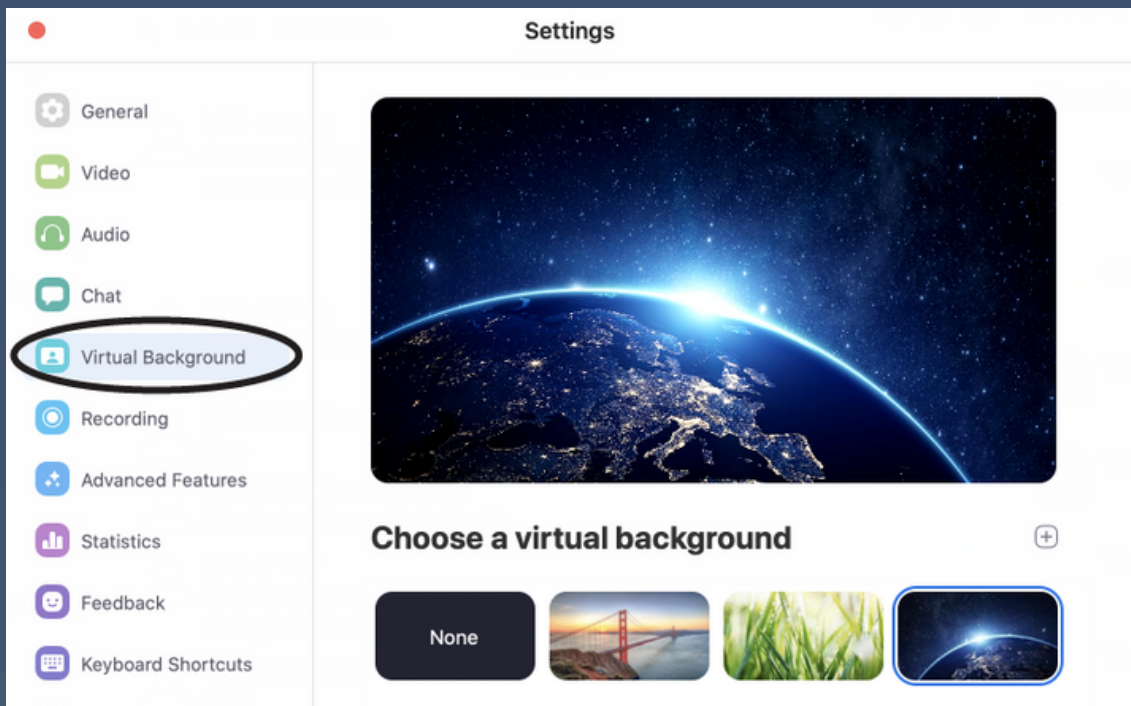 Settings
General
Video
Audio
Chat
Virtual Background
Recording
Advanced Features
Statistics
Feedback
Keyboard Shortcuts
Choose a virtual background
None